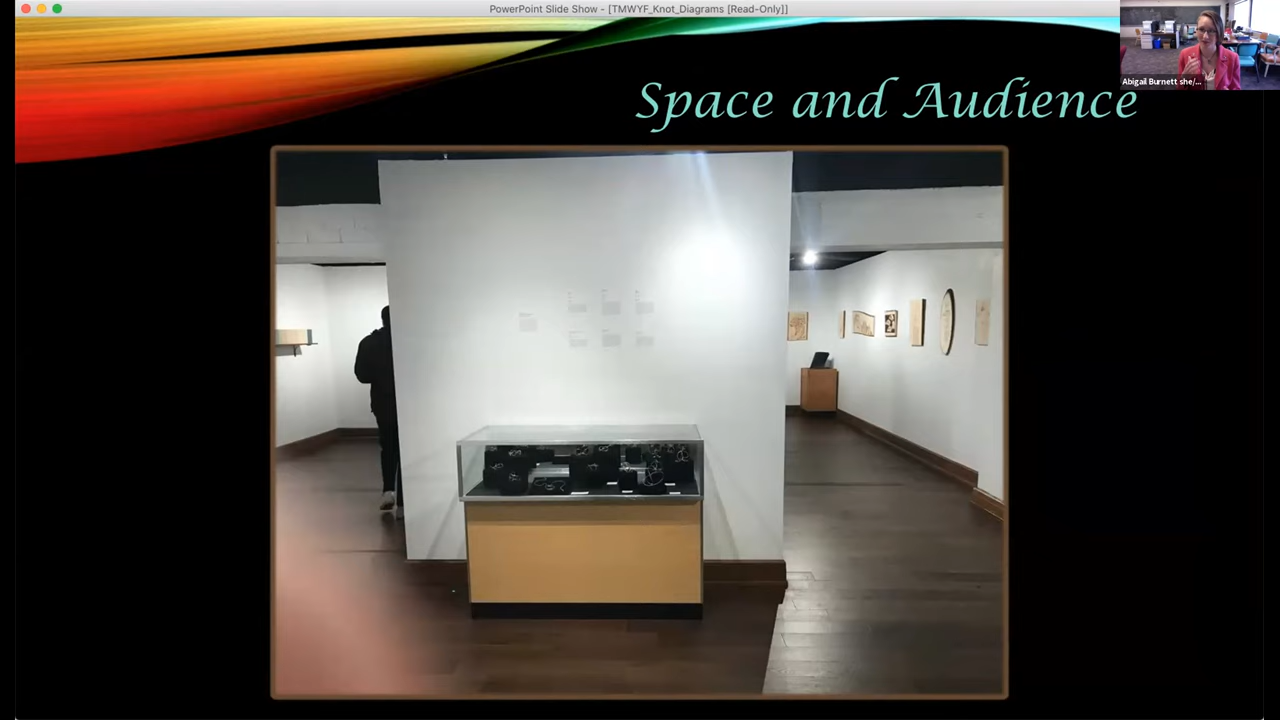 PowerPoint Slide Show - [TMWYF_Knot_Diagrams [Read-Only]]
Abigail Burnett she/...
Space and Audience